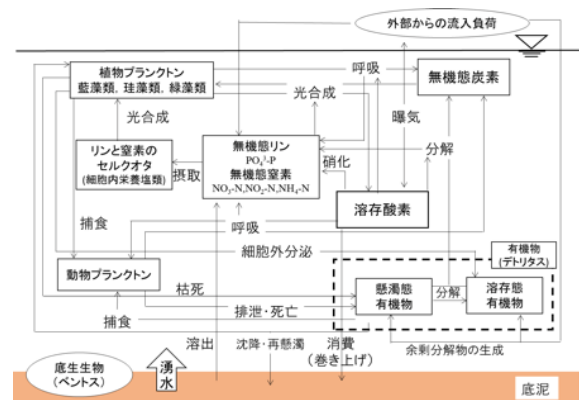 外部からの流入負荷
植物プランクトン
藍藻類, 珪藻類, 緑藻類
呼吸
無機態炭素
光合成
曝気
光合成
リンと窒素の
セルクオタ
(細胞内栄養塩類)
摂取
無機態リン
PO₄³-P
無機態窒素
NO₃-N,NO₂-N,NH₄-N
硝化
分解
溶存酸素
捕食
呼吸
細胞外分泌
有機物
(デトリタス)
動物プランクトン
枯死
懸濁態
有機物
分解
溶存態
有機物
排泄・死亡
捕食
溶出
沈降・再懸濁
消費
(巻き上げ)
余剰分解物の生成
底生生物
(ベントス)
湧水
底泥